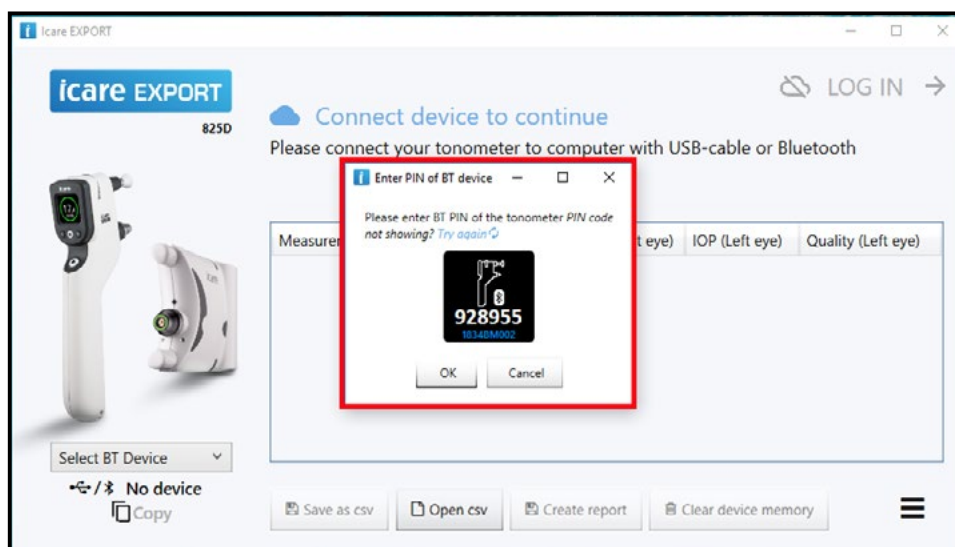 Icare EXPORT
icare EXPORT
825D
LOG IN
Connect device to continue
Please connect your tonometer to computer with USB-cable or Bluetooth
Enter PIN of BT device
Please enter BT PIN of the tonometer PIN code
not showing? Try again
928955
1834BM002
OK Cancel
t eye) IOP (Left eye) Quality (Left eye)
Select BT Device
No device
Copy
Save as csv Open csv Create report Clear device memory